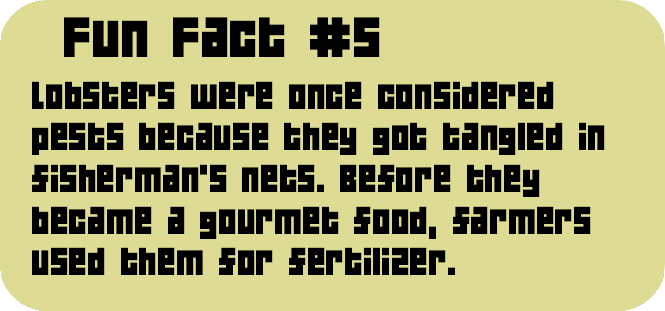 Fun Fact #5
Lobsters were once considered
pests because they got tangled in
fisherman's nets. Before they
became a gourmet food, farmers
used them for fertilizer.